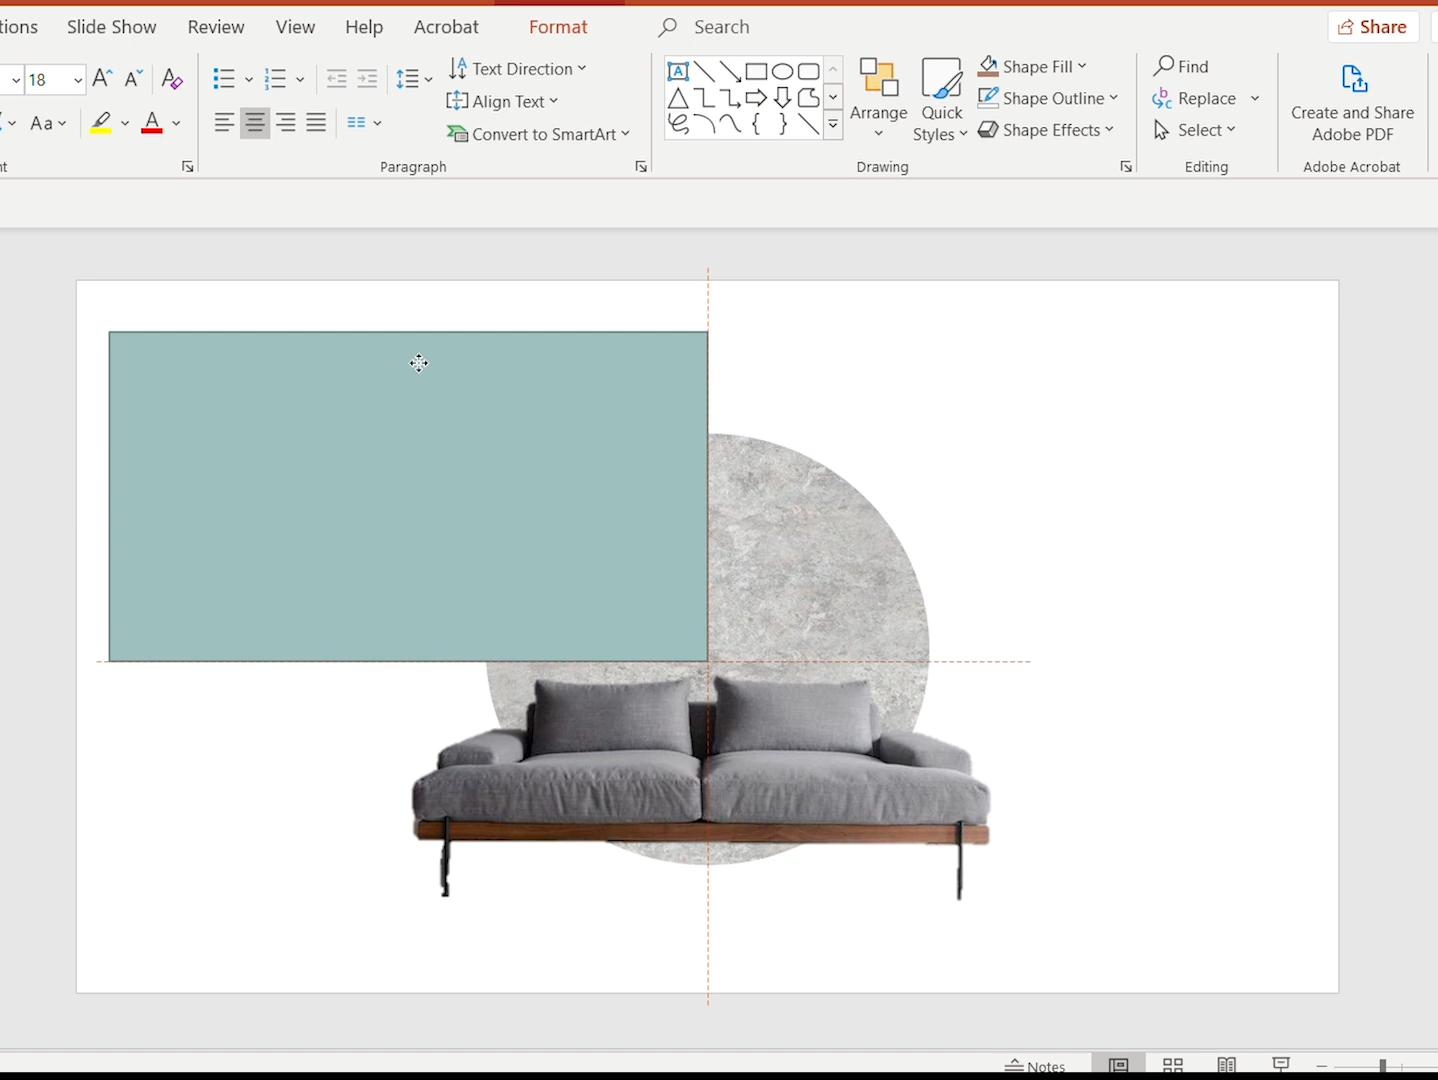 tions Slide Show Review View Help Acrobat Format Search Share
18 A A A Text Direction Shape Fill Find
Align Text Shape Outline Replace
Aa A Convert to SmartArt Arrange Quick Styles Shape Effects Select Create and Share Adobe PDF
nt Paragraph Drawing Editing Adobe Acrobat
Notes